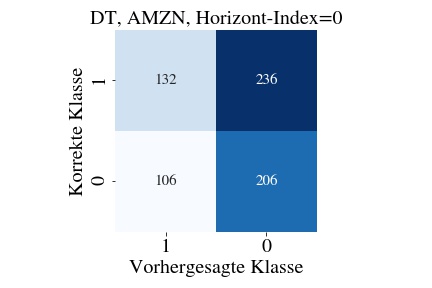 DT, AMZN, Horizont-Index=0
Korrekte Klasse
1
132
236
0
106
206
1
0
Vorhergesagte Klasse